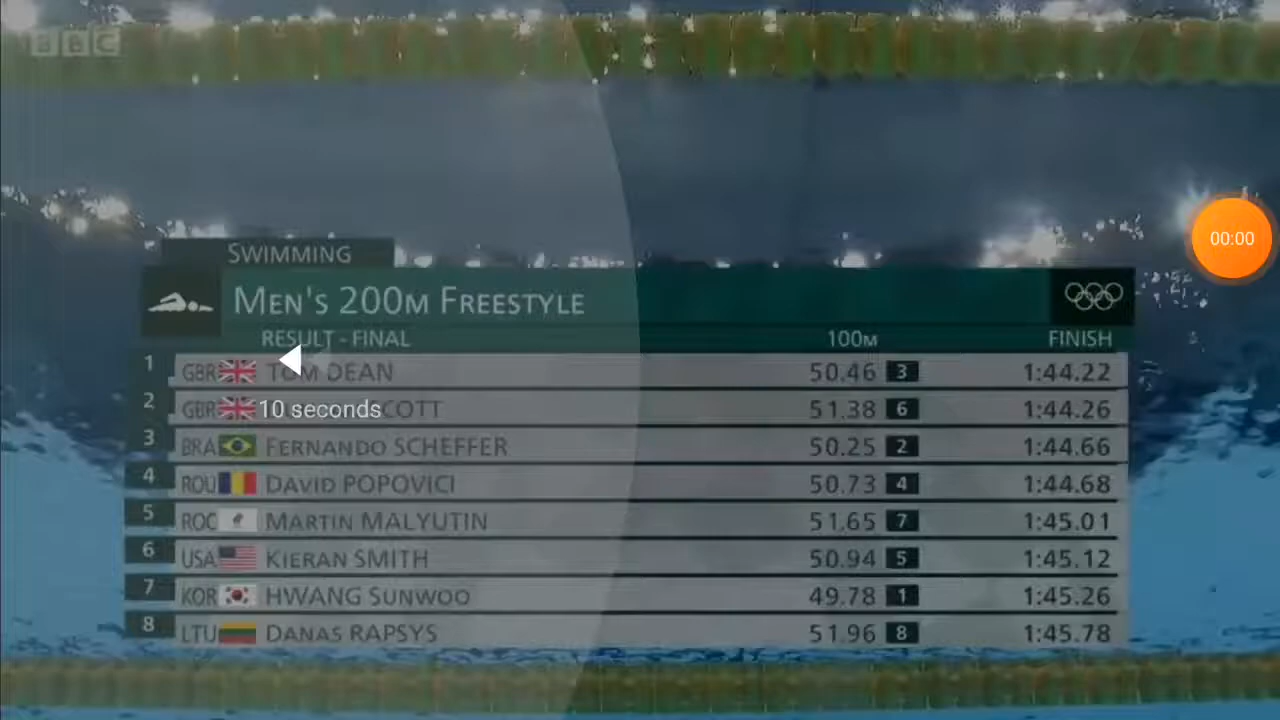 BBC
SWIMMING
MEN'S 200M FREESTYLE
RESULT - FINAL 100M FINISH
1 GBR TOM DEAN 50.46 3 1:44.22
2 GBR SCOTT 51.38 6 1:44.26
10 seconds
3 BRA FERNANDO SCHEFFER 50.25 2 1:44.66
4 ROU DAVID POPOVICI 50.73 4 1:44.68
5 ROC MARTIN MALYUTIN 51.65 7 1:45.01
6 USA KIERAN SMITH 50.94 5 1:45.12
7 KOR HWANG SUNWOO 49.78 1 1:45.26
8 LTU DANAS RAPSYS 51.96 8 1:45.78
00:00